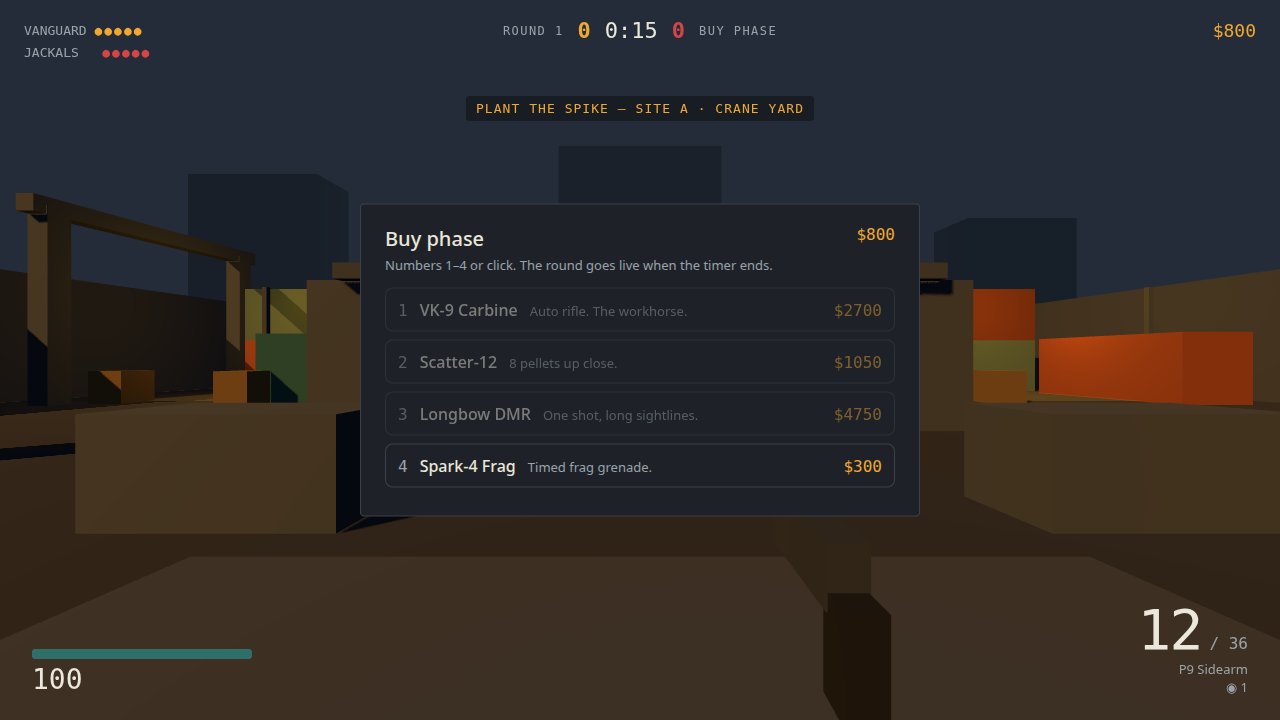 VANGUARD ●●●●●
JACKALS ●●●●●
ROUND 1 0 0:15 0 BUY PHASE
$800
PLANT THE SPIKE — SITE A · CRANE YARD
Buy phase $800
Numbers 1–4 or click. The round goes live when the timer ends.
1 VK-9 Carbine Auto rifle. The workhorse. $2700
2 Scatter-12 8 pellets up close. $1050
3 Longbow DMR One shot, long sightlines. $4750
4 Spark-4 Frag Timed frag grenade. $300
100
12 / 36
P9 Sidearm
◉ 1